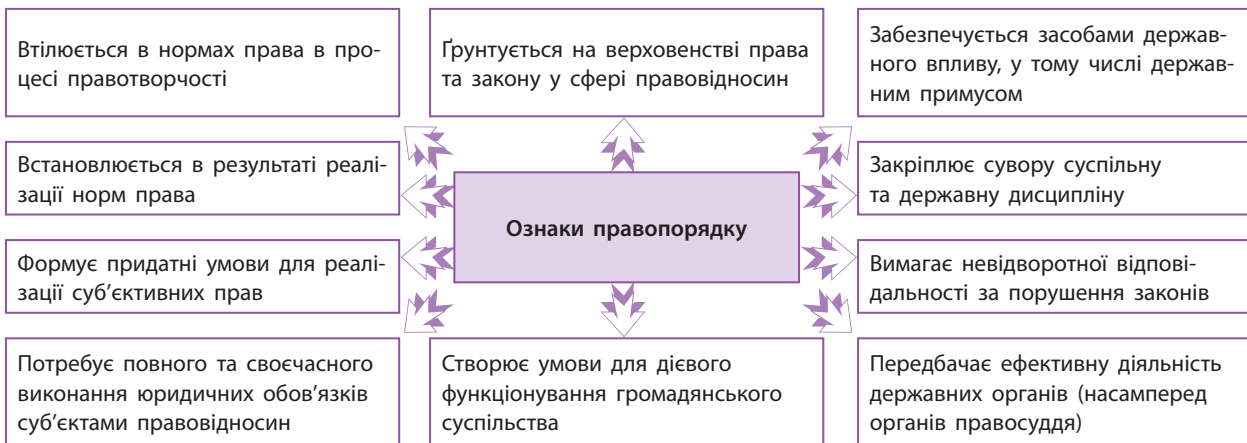 Втілюється в нормах права в про-
цесі правотворчості
Ґрунтується на верховенстві права
та закону у сфері правовідносин
Забезпечується засобами держав-
ного впливу, у тому числі держав-
ним примусом
Встановлюється в результаті реалі-
зації норм права
Закріплює сувору суспільну
та державну дисципліну
Ознаки правопорядку
Формує придатні умови для реалі-
зації суб’єктивних прав
Вимагає невідворотної відпові-
дальності за порушення законів
Потребує повного та своєчасного
виконання юридичних обов’язків
суб’єктами правовідносин
Створює умови для дієвого
функціонування громадянського
суспільства
Передбачає ефективну діяльність
державних органів (насамперед
органів правосуддя)